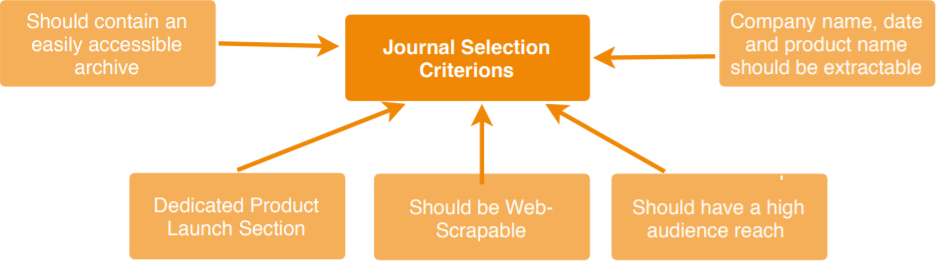 Should contain an
easily accessible
archive
Journal Selection
Criterions
Company name, date
and product name
should be extractable
Dedicated Product
Launch Section
Should be Web-
Scrapable
Should have a high
audience reach